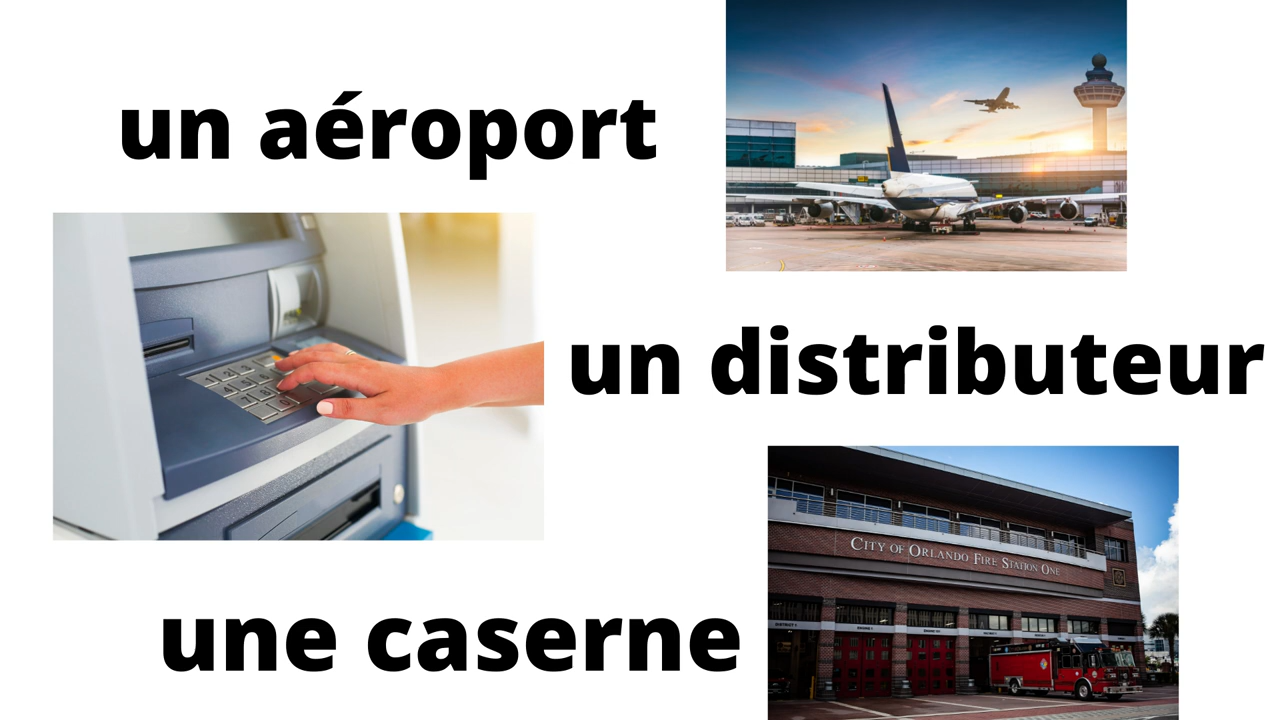 un aéroport
un distributeur
CITY OF ORLANDO FIRE STATION ONE
une caserne